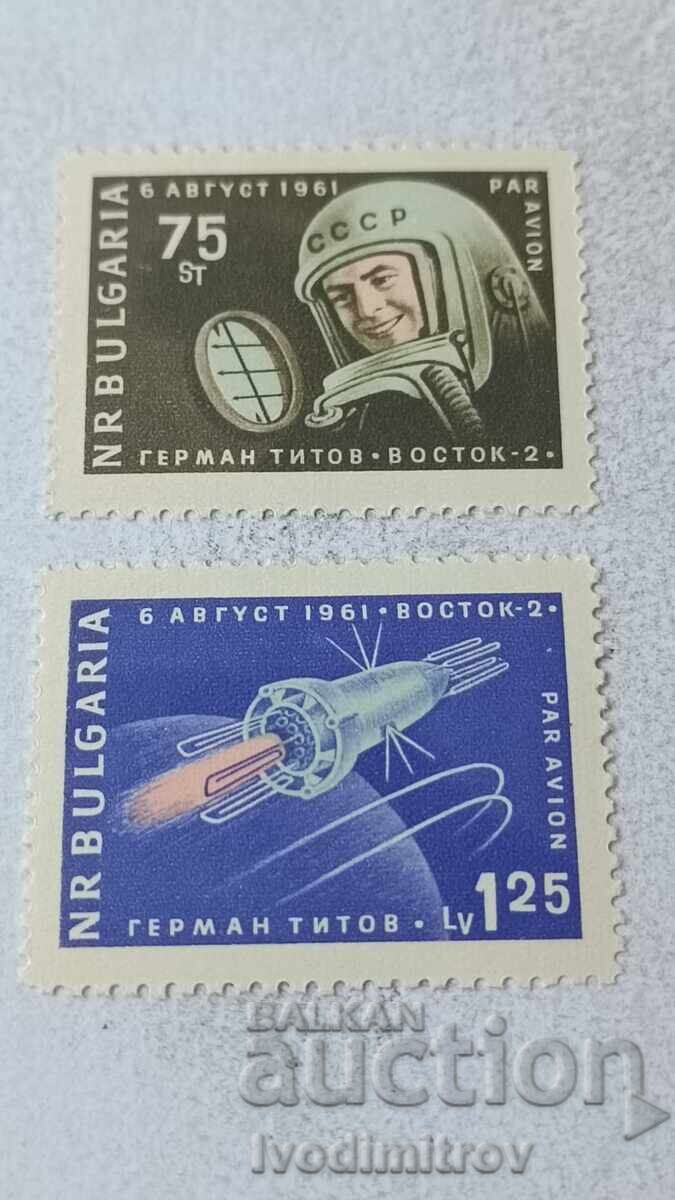 6 АВГУСТ 1961
PAR AVION
75
ST
СССР
NR BULGARIA
ГЕРМАН ТИТОВ • ВОСТОК-2 •
6 АВГУСТ 1961 • ВОСТОК-2 •
NR BULGARIA
PAR AVION
ГЕРМАН ТИТОВ • LV 1 25
BALKAN
auction
Ivodimitrov